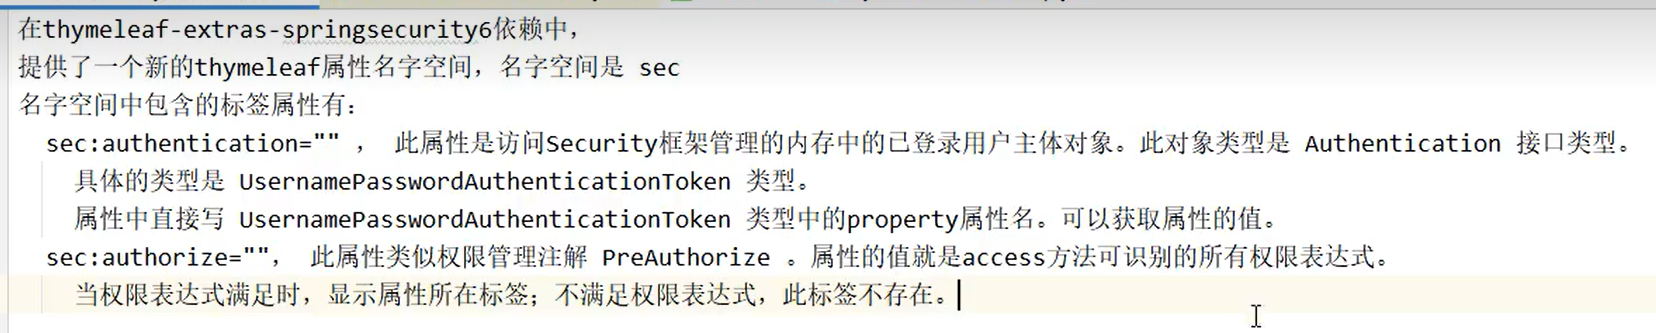 在thymeleaf-extras-springsecurity6依赖中，
提供了一个新的thymeleaf属性名字空间，名字空间是 sec
名字空间中包含的标签属性有：
sec:authentication="" ， 此属性是访问Security框架管理的内存中的已登录用户主体对象。此对象类型是 Authentication 接口类型。
具体的类型是 UsernamePasswordAuthenticationToken 类型。
属性中直接写 UsernamePasswordAuthenticationToken 类型中的property属性名。可以获取属性的值。
sec:authorize=""， 此属性类似权限管理注解 PreAuthorize 。属性的值就是access方法可识别的所有权限表达式。
当权限表达式满足时，显示属性所在标签；不满足权限表达式，此标签不存在。